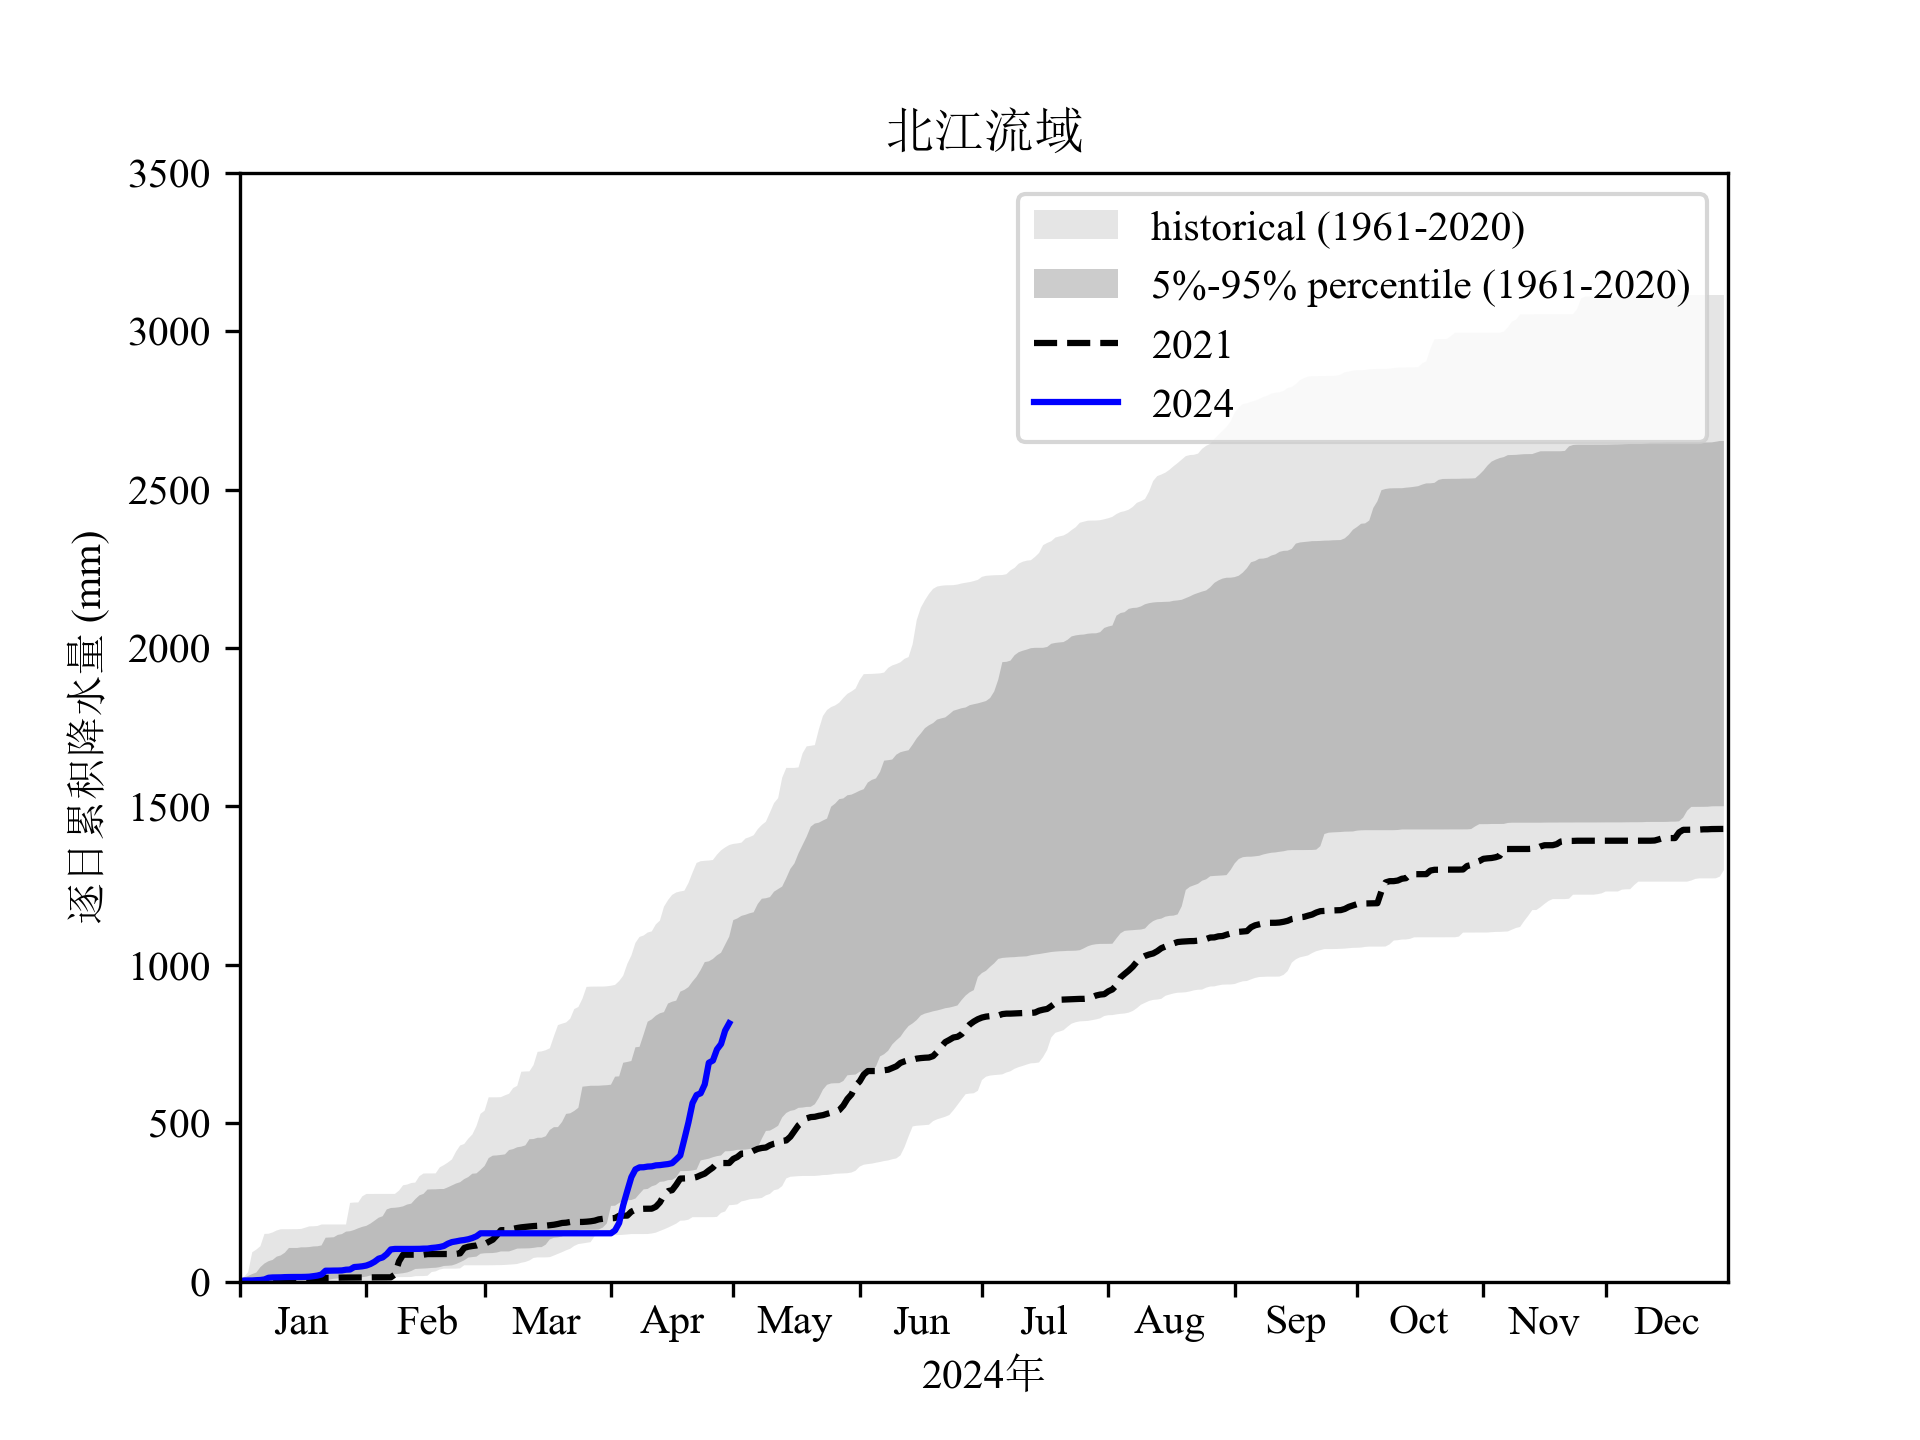 北江流域
3500
3000
2500
2000
1500
1000
500
0
逐日累积降水量 (mm)
historical (1961-2020)
5%-95% percentile (1961-2020)
2021
2024
Jan Feb Mar Apr May Jun Jul Aug Sep Oct Nov Dec
2024年